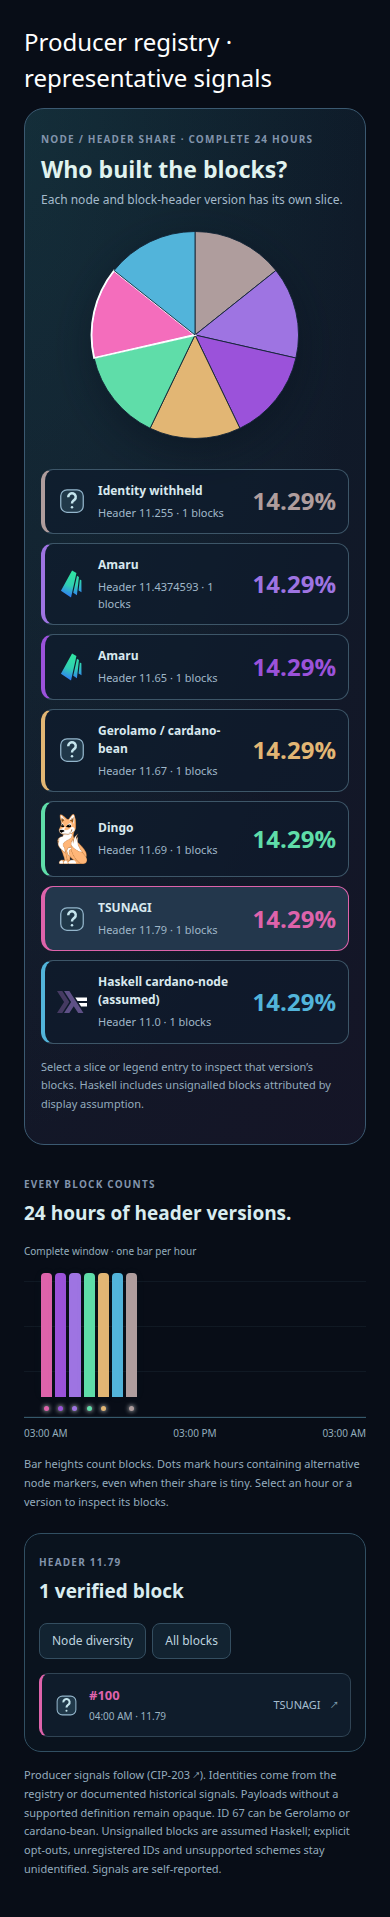 Producer registry ·
representative signals
NODE / HEADER SHARE · COMPLETE 24 HOURS
Who built the blocks?
Each node and block-header version has its own slice.
Identity withheld
Header 11.255 · 1 blocks
14.29%
Amaru
Header 11.4374593 · 1
blocks
14.29%
Amaru
Header 11.65 · 1 blocks
14.29%
Gerolamo / cardano-
bean
Header 11.67 · 1 blocks
14.29%
Dingo
Header 11.69 · 1 blocks
14.29%
TSUNAGI
Header 11.79 · 1 blocks
14.29%
Haskell cardano-node
(assumed)
Header 11.0 · 1 blocks
14.29%
Select a slice or legend entry to inspect that version's
blocks. Haskell includes unsignalled blocks attributed by
display assumption.
EVERY BLOCK COUNTS
24 hours of header versions.
Complete window · one bar per hour
03:00 AM 03:00 PM 03:00 AM
Bar heights count blocks. Dots mark hours containing alternative
node markers, even when their share is tiny. Select an hour or a
version to inspect its blocks.
HEADER 11.79
1 verified block
Node diversity All blocks
#100
04:00 AM · 11.79
TSUNAGI ↗
Producer signals follow (CIP-203 ↗). Identities come from the
registry or documented historical signals. Payloads without a
supported definition remain opaque. ID 67 can be Gerolamo or
cardano-bean. Unsignalled blocks are assumed Haskell; explicit
opt-outs, unregistered IDs and unsupported schemes stay
unidentified. Signals are self-reported.